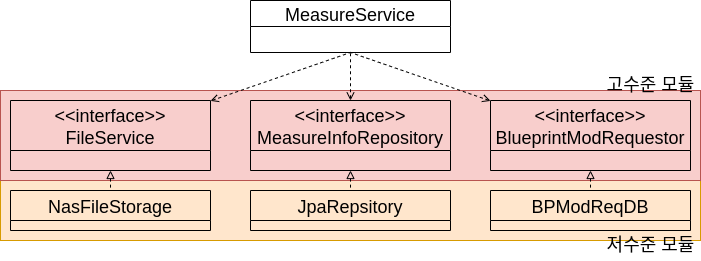 MeasureService
고수준 모듈
<<interface>>
FileService
<<interface>>
MeasureInfoRepository
<<interface>>
BlueprintModRequestor
NasFileStorage
JpaRepsitory
BPModReqDB
저수준 모듈